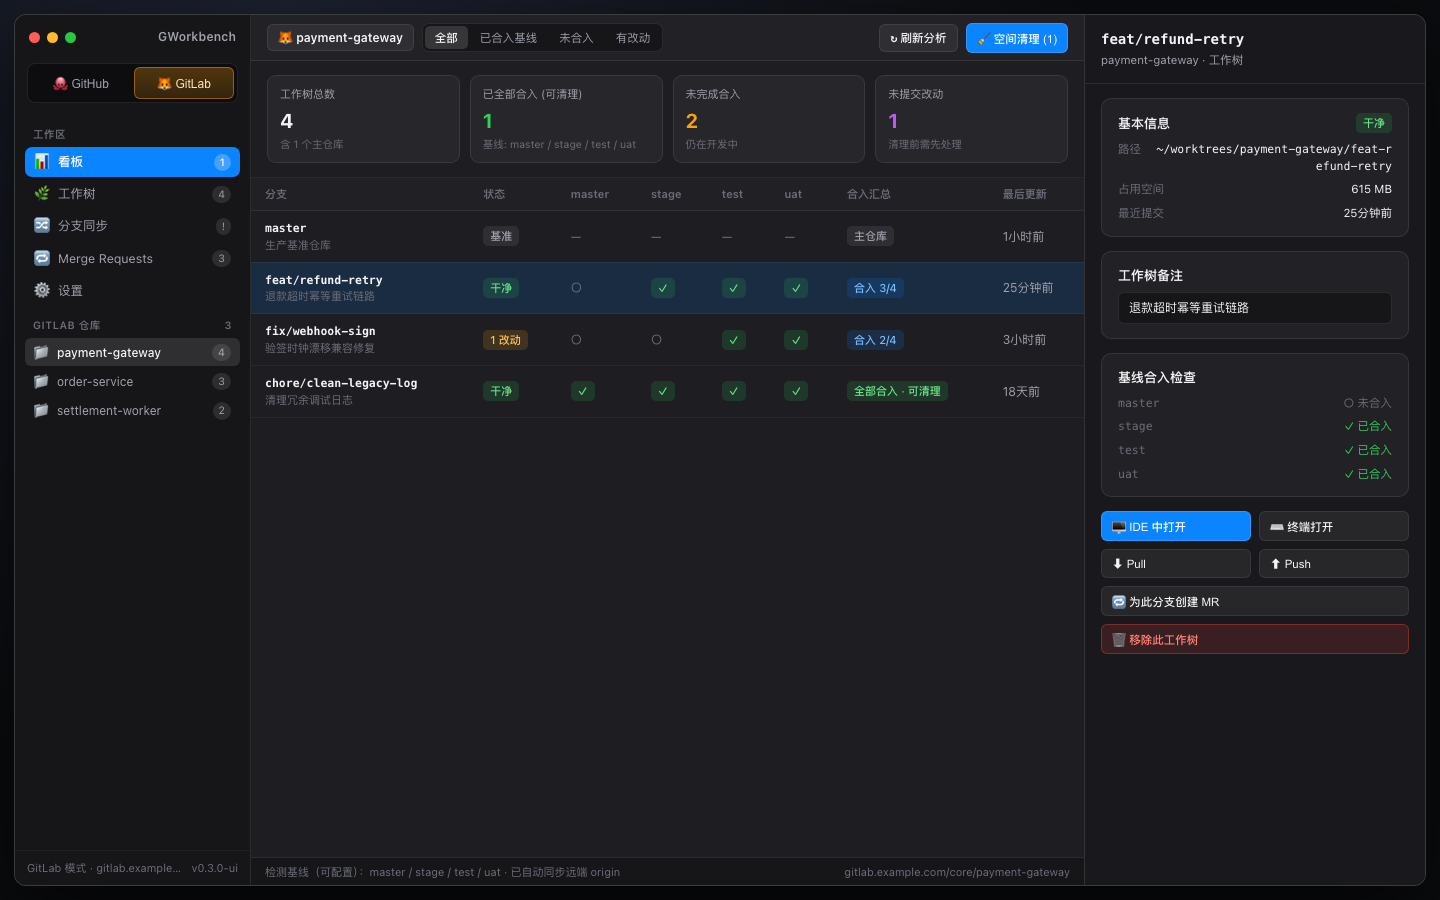 GWorkbench
GitHub
GitLab
工作区
看板 1
工作树 4
分支同步 !
Merge Requests 3
设置
GITLAB 仓库 3
payment-gateway 4
order-service 3
settlement-worker 2
GitLab 模式 · gitlab.example... v0.3.0-ui
payment-gateway
全部 已合入基线 未合入 有改动
↻ 刷新分析
空间清理 (1)
工作树总数
4
含 1 个主仓库
已全部合入 (可清理)
1
基线: master / stage / test / uat
未完成合入
2
仍在开发中
未提交改动
1
清理前需先处理
分支 状态 master stage test uat 合入汇总 最后更新
master
生产基准仓库
基准 — — — — 主仓库 1小时前
feat/refund-retry
退款超时幂等重试链路
干净 ○ ✓ ✓ ✓ 合入 3/4 25分钟前
fix/webhook-sign
验签时钟漂移兼容修复
1 改动 ○ ○ ✓ ✓ 合入 2/4 3小时前
chore/clean-legacy-log
清理冗余调试日志
干净 ✓ ✓ ✓ ✓ 全部合入 · 可清理 18天前
检测基线（可配置）: master / stage / test / uat · 已自动同步远端 origin
gitlab.example.com/core/payment-gateway
feat/refund-retry
payment-gateway · 工作树
基本信息 干净
路径 ~/worktrees/payment-gateway/feat-r
efund-retry
占用空间 615 MB
最近提交 25分钟前
工作树备注
退款超时幂等重试链路
基线合入检查
master ○ 未合入
stage ✓ 已合入
test ✓ 已合入
uat ✓ 已合入
IDE 中打开
终端打开
⬇ Pull
⬆ Push
为此分支创建 MR
移除此工作树